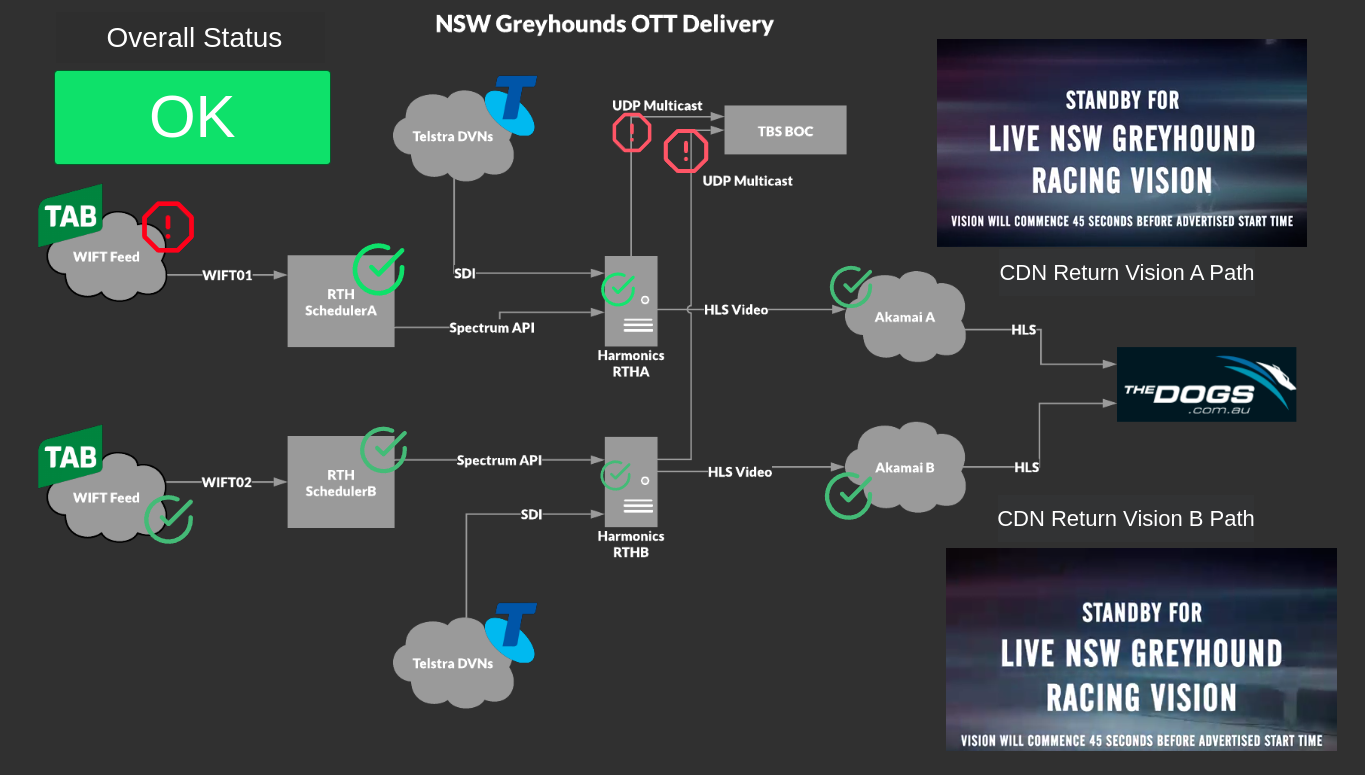 NSW Greyhounds OTT Delivery
Overall Status
OK
Telstra DVNs
UDP Multicast
TBS BOC
UDP Multicast
STANDBY FOR
LIVE NSW GREYHOUND
RACING VISION
VISION WILL COMMENCE 45 SECONDS BEFORE ADVERTISED START TIME
CDN Return Vision A Path
TAB
WIFT Feed
WIFT01
RTH
SchedulerA
SDI
Spectrum API
Harmonics
RTHA
HLS Video
Akamai A
HLS
THEDOGS
.com.au
TAB
WIFT Feed
WIFT02
RTH
SchedulerB
Spectrum API
SDI
Harmonics
RTHB
HLS Video
Akamai B
HLS
Telstra DVNs
CDN Return Vision B Path
STANDBY FOR
LIVE NSW GREYHOUND
RACING VISION
VISION WILL COMMENCE 45 SECONDS BEFORE ADVERTISED START TIME